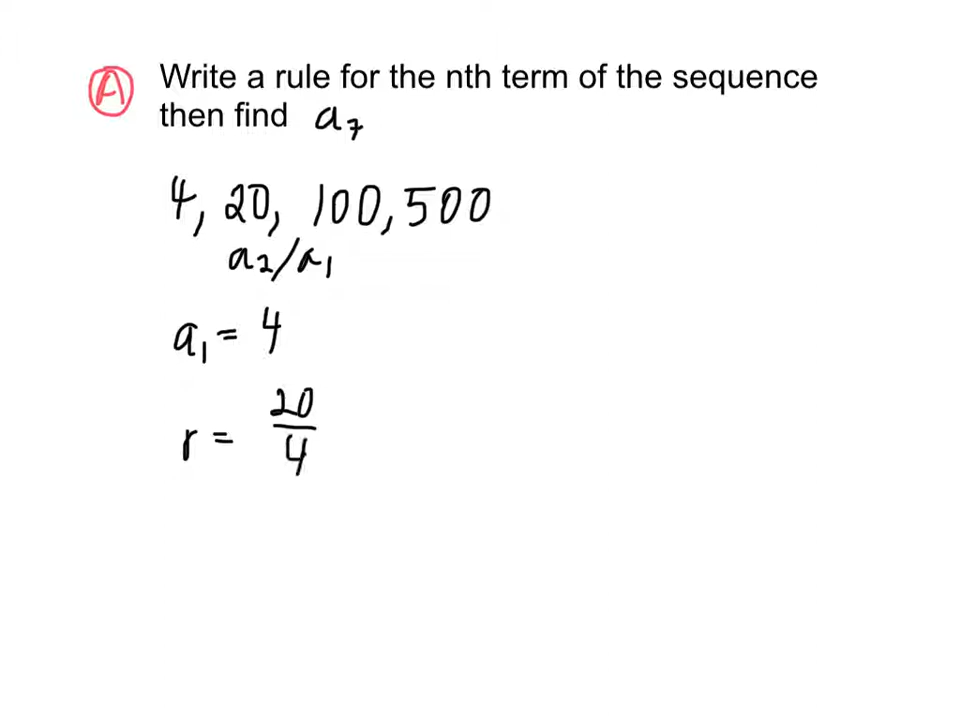 A Write a rule for the nth term of the sequence
then find a₇
4, 20, 100, 500
a₂/a₁
a₁ = 4
r = 20/4